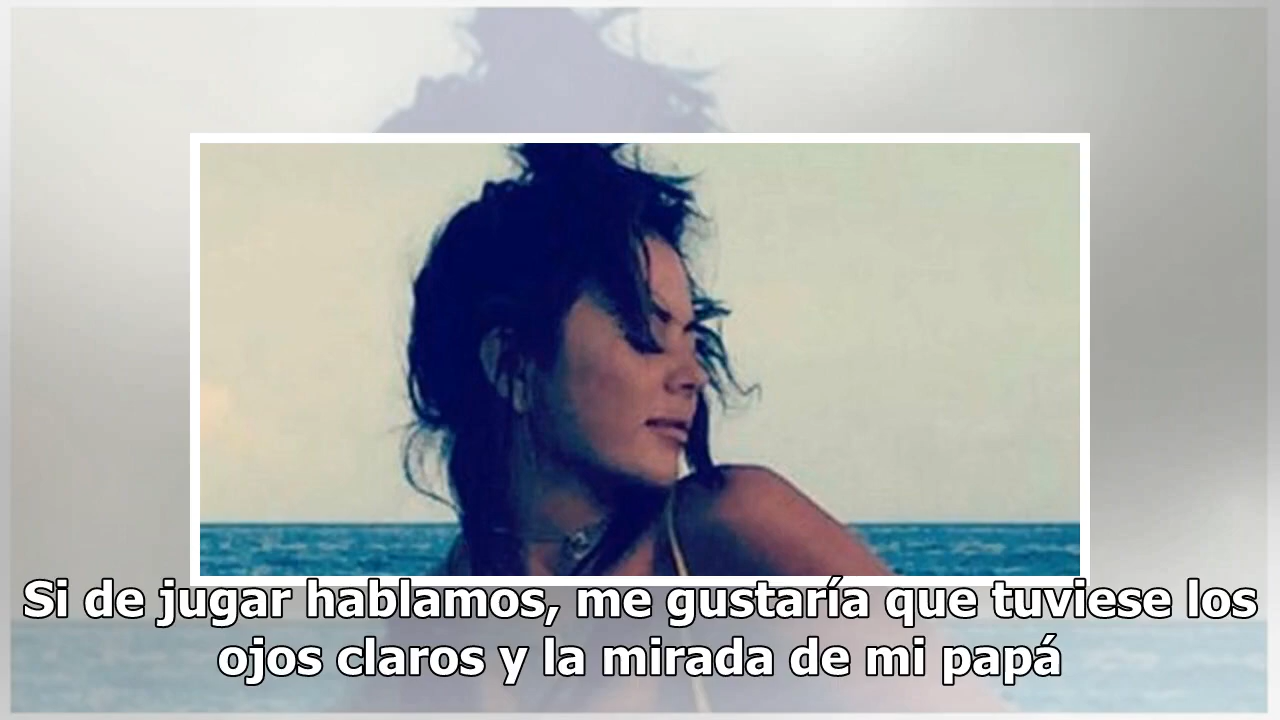 Si de jugar hablamos, me gustaría que tuviese los
ojos claros y la mirada de mi papá